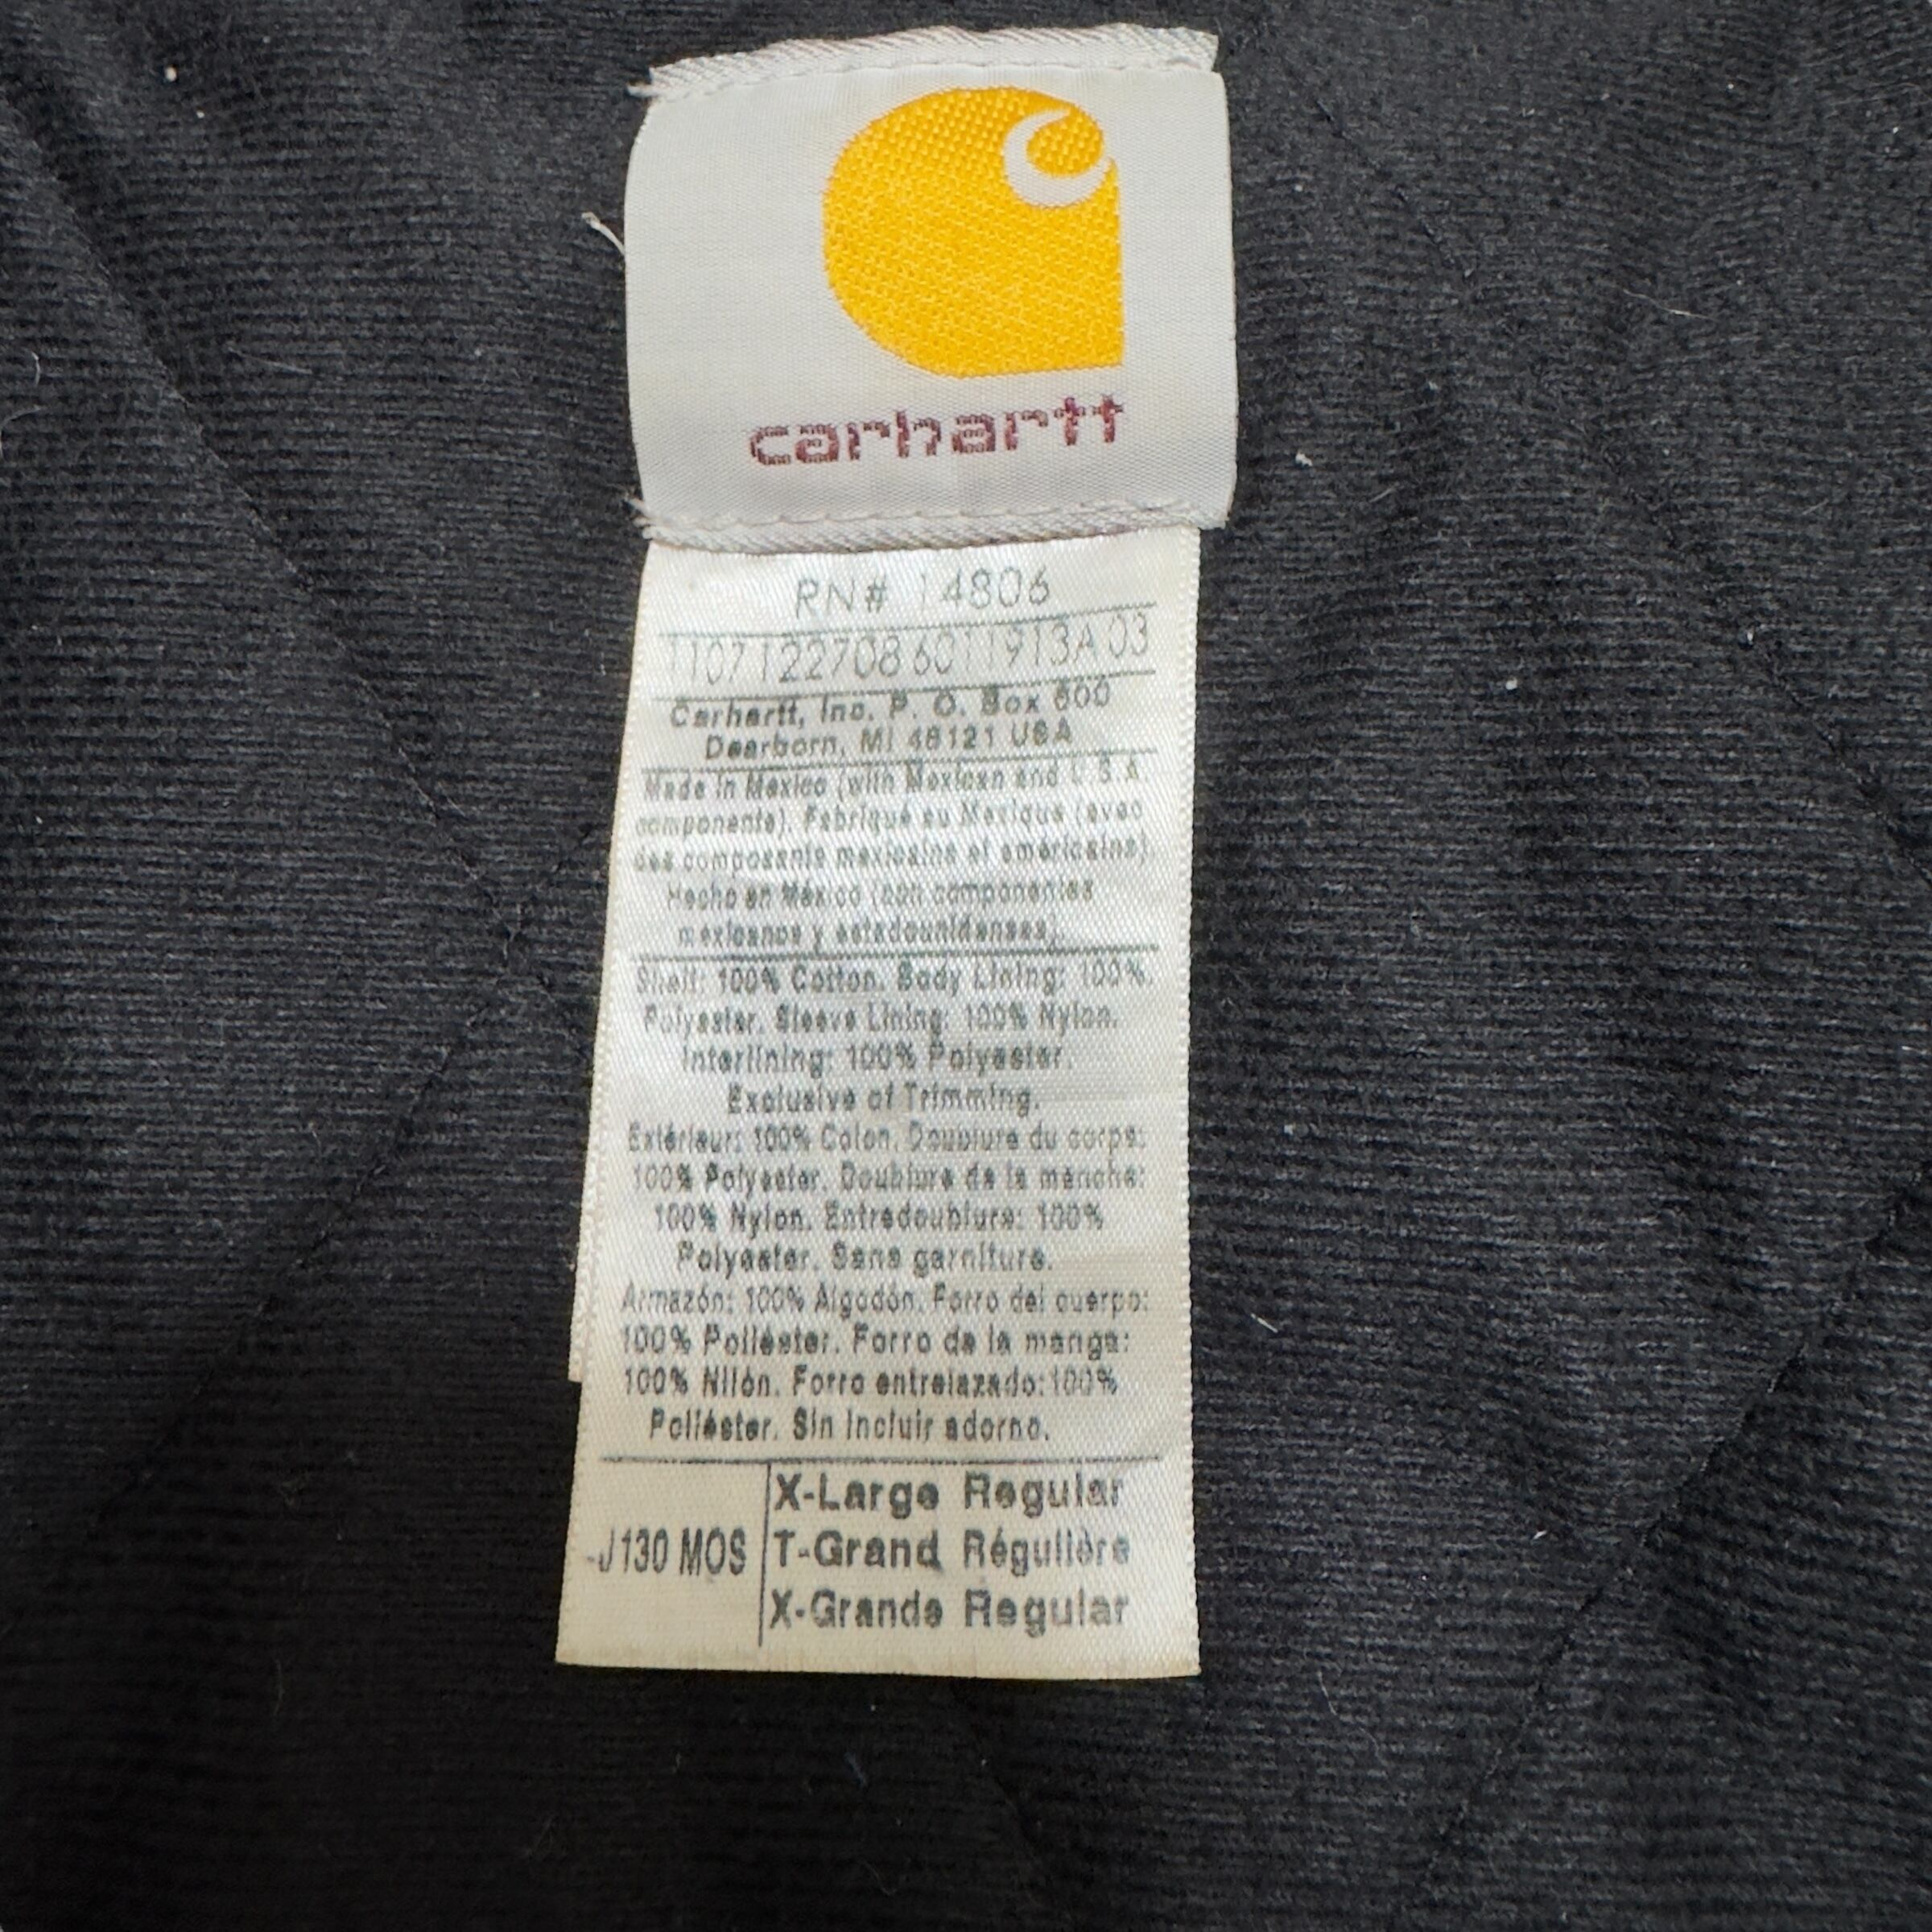 carhartt
RN# 14806
1107122708601 1913A 03
Carhartt, Inc. P. O. Box 600
Dearborn, MI 48121 USA
Made in Mexico (with Mexican and U S A
components). Fabriqué au Mexique (avec
des composants mexicains et américains).
Hecho en México (con componentes
mexicanos y estadounidenses).
Shell: 100% Cotton. Body Lining: 100%
Polyester. Sleeve Lining: 100% Nylon.
Interlining: 100% Polyester.
Exclusive of Trimming.
Extérieur: 100% Coton. Doublure du corps:
100% Polyester. Doublure de la manche:
100% Nylon. Entredoublure: 100%
Polyester. Sans garniture.
Armazón: 100% Algodón. Forro del cuerpo:
100% Poliéster. Forro de la manga:
100% Nilón. Forro entrelazado:100%
Poliéster. Sin incluir adorno.
X-Large Regular
J130 MOS T-Grand Régulière
X-Grande Regular